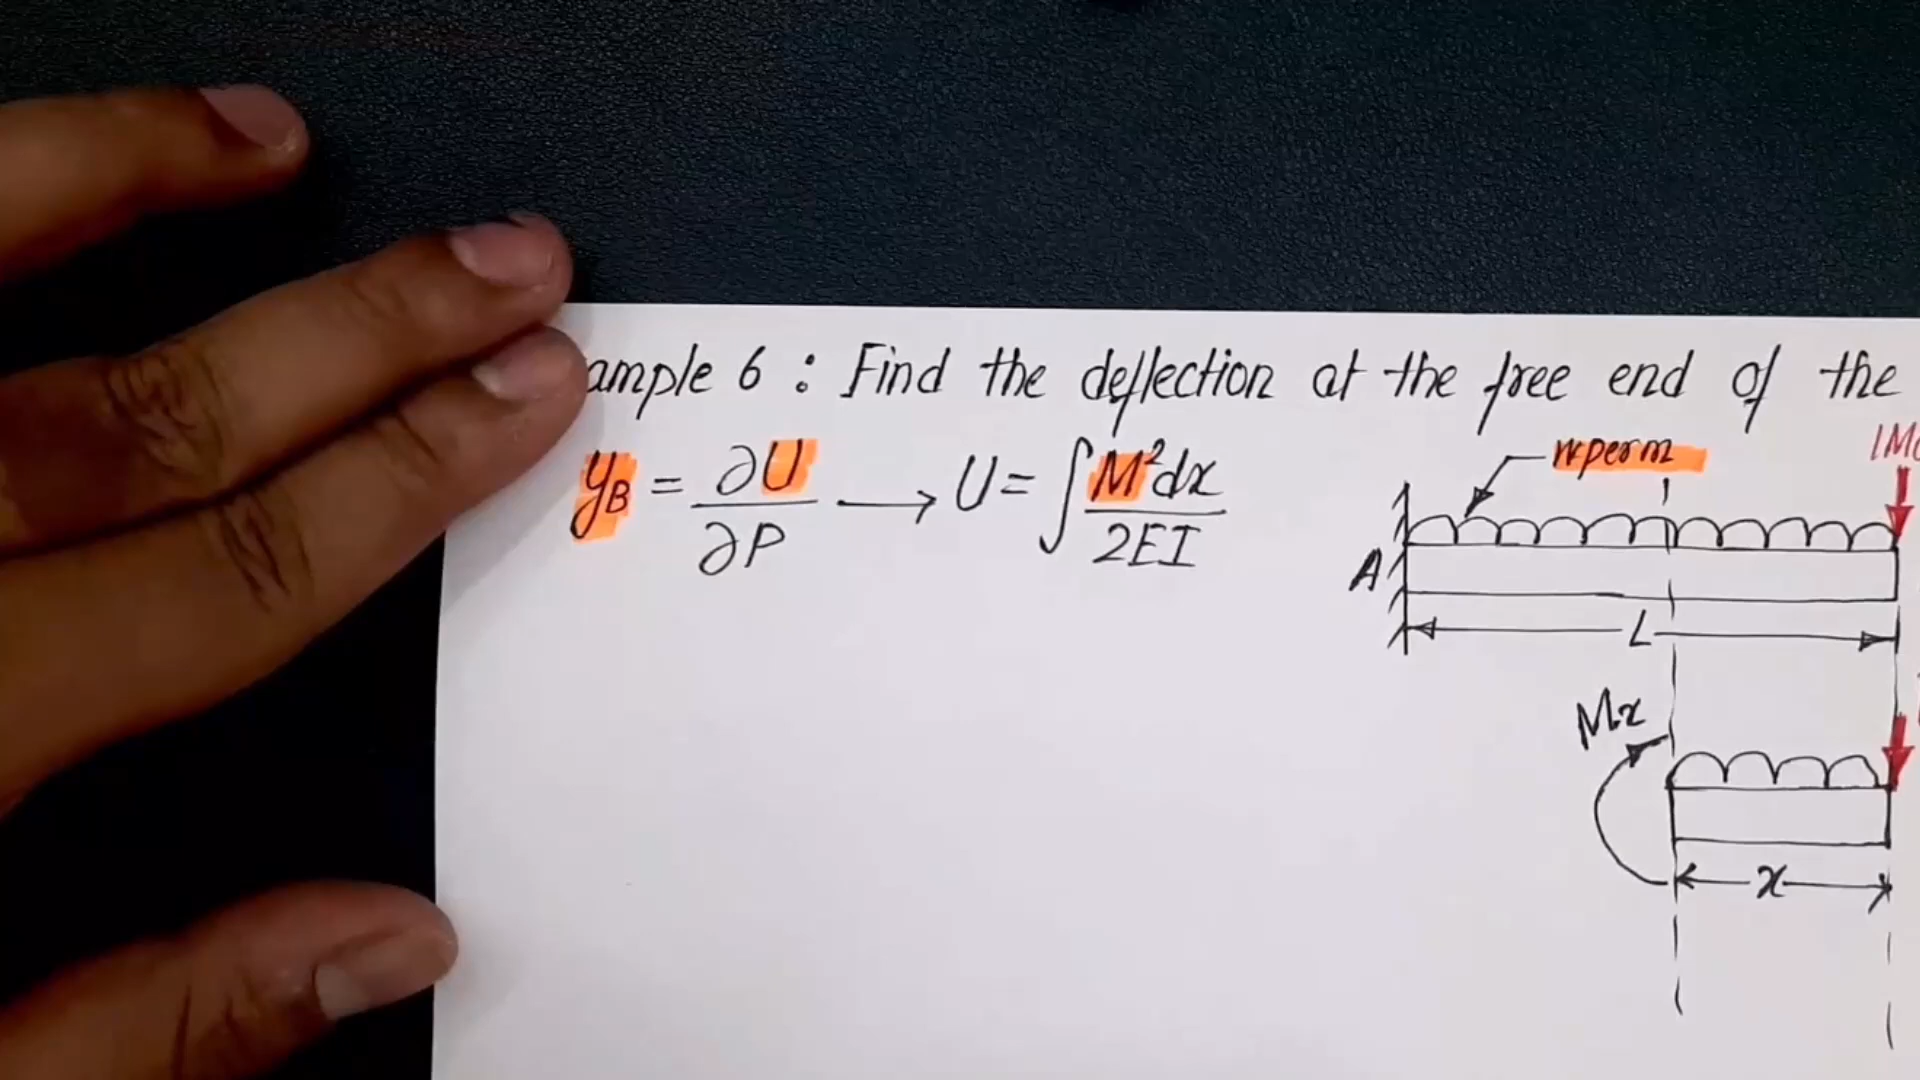 ample 6 : Find the deflection at the free end of the
yB = ∂U/∂P → U = ∫ M²dx/2EI
w per m
A
L
Mx
x